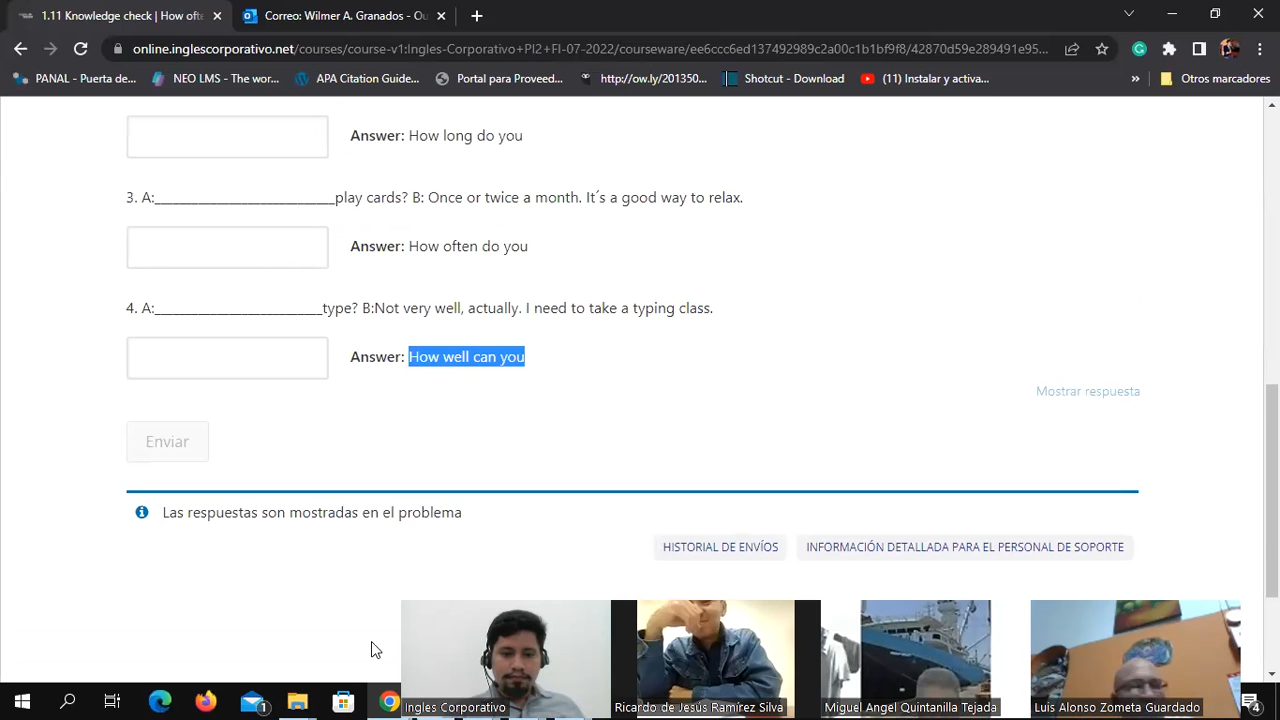 1.11 Knowledge check | How ofte
Correo: Wilmer A. Granados - Ou
online.inglescorporativo.net/courses/course-v1:Ingles-Corporativo+PI2+FI-07-2022/courseware/ee6ccc6ed137492989c2a00c1b1bf9f8/42870d59e289491e95...
PANAL - Puerta de...
NEO LMS - The wor...
APA Citation Guide...
Portal para Proveed...
http://ow.ly/201350...
Shotcut - Download
(11) Instalar y activa...
»
Otros marcadores
Answer: How long do you
3. A:________________________play cards? B: Once or twice a month. It´s a good way to relax.
Answer: How often do you
4. A:______________________type? B:Not very well, actually. I need to take a typing class.
Answer: How well can you
Mostrar respuesta
Enviar
Las respuestas son mostradas en el problema
HISTORIAL DE ENVÍOS
INFORMACIÓN DETALLADA PARA EL PERSONAL DE SOPORTE
Ingles Corporativo
Ricardo de Jesus Ramírez Silva
Miguel Angel Quintanilla Tejada
Luis Alonso Zometa Guardado
1
4